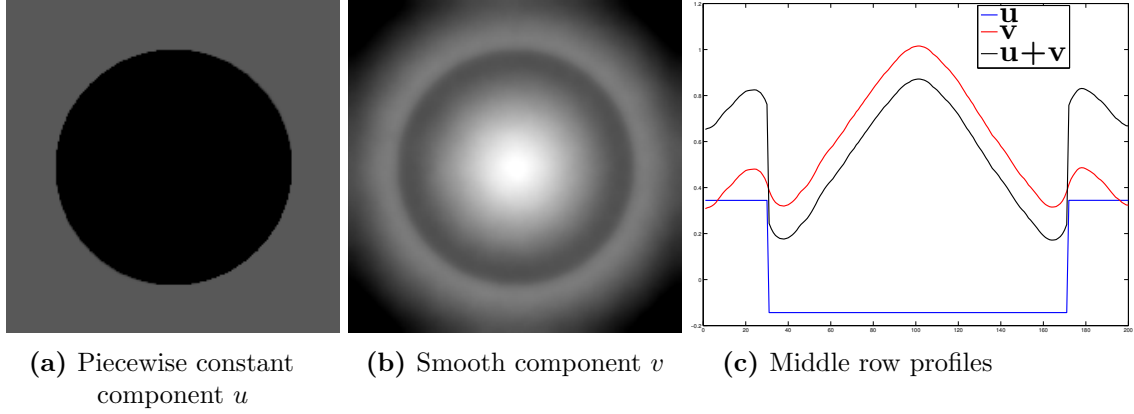 u
v
u+v
1.2
1
0.8
0.6
0.4
0.2
0
-0.2
0 20 40 60 80 100 120 140 160 180 200
(a) Piecewise constant
component u
(b) Smooth component v
(c) Middle row profiles